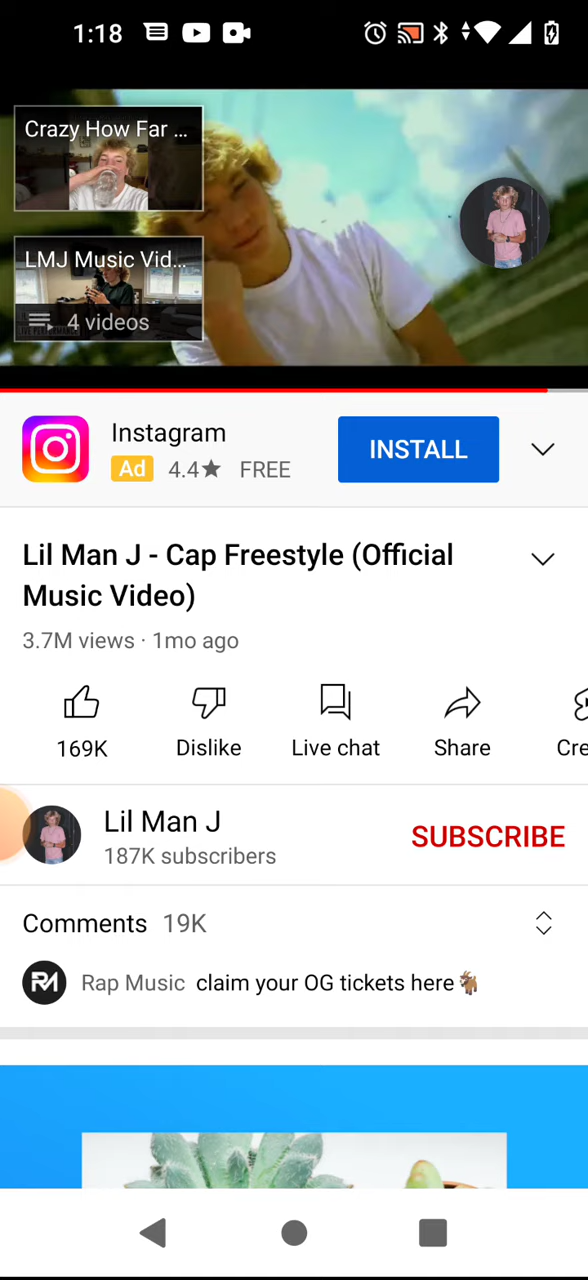 1:18
Crazy How Far ...
LMJ Music Vid...
4 videos
Instagram
Ad 4.4★ FREE
INSTALL
Lil Man J - Cap Freestyle (Official
Music Video)
3.7M views · 1mo ago
169K
Dislike
Live chat
Share
Cre
Lil Man J
187K subscribers
SUBSCRIBE
Comments 19K
RM
Rap Music claim your OG tickets here🐐